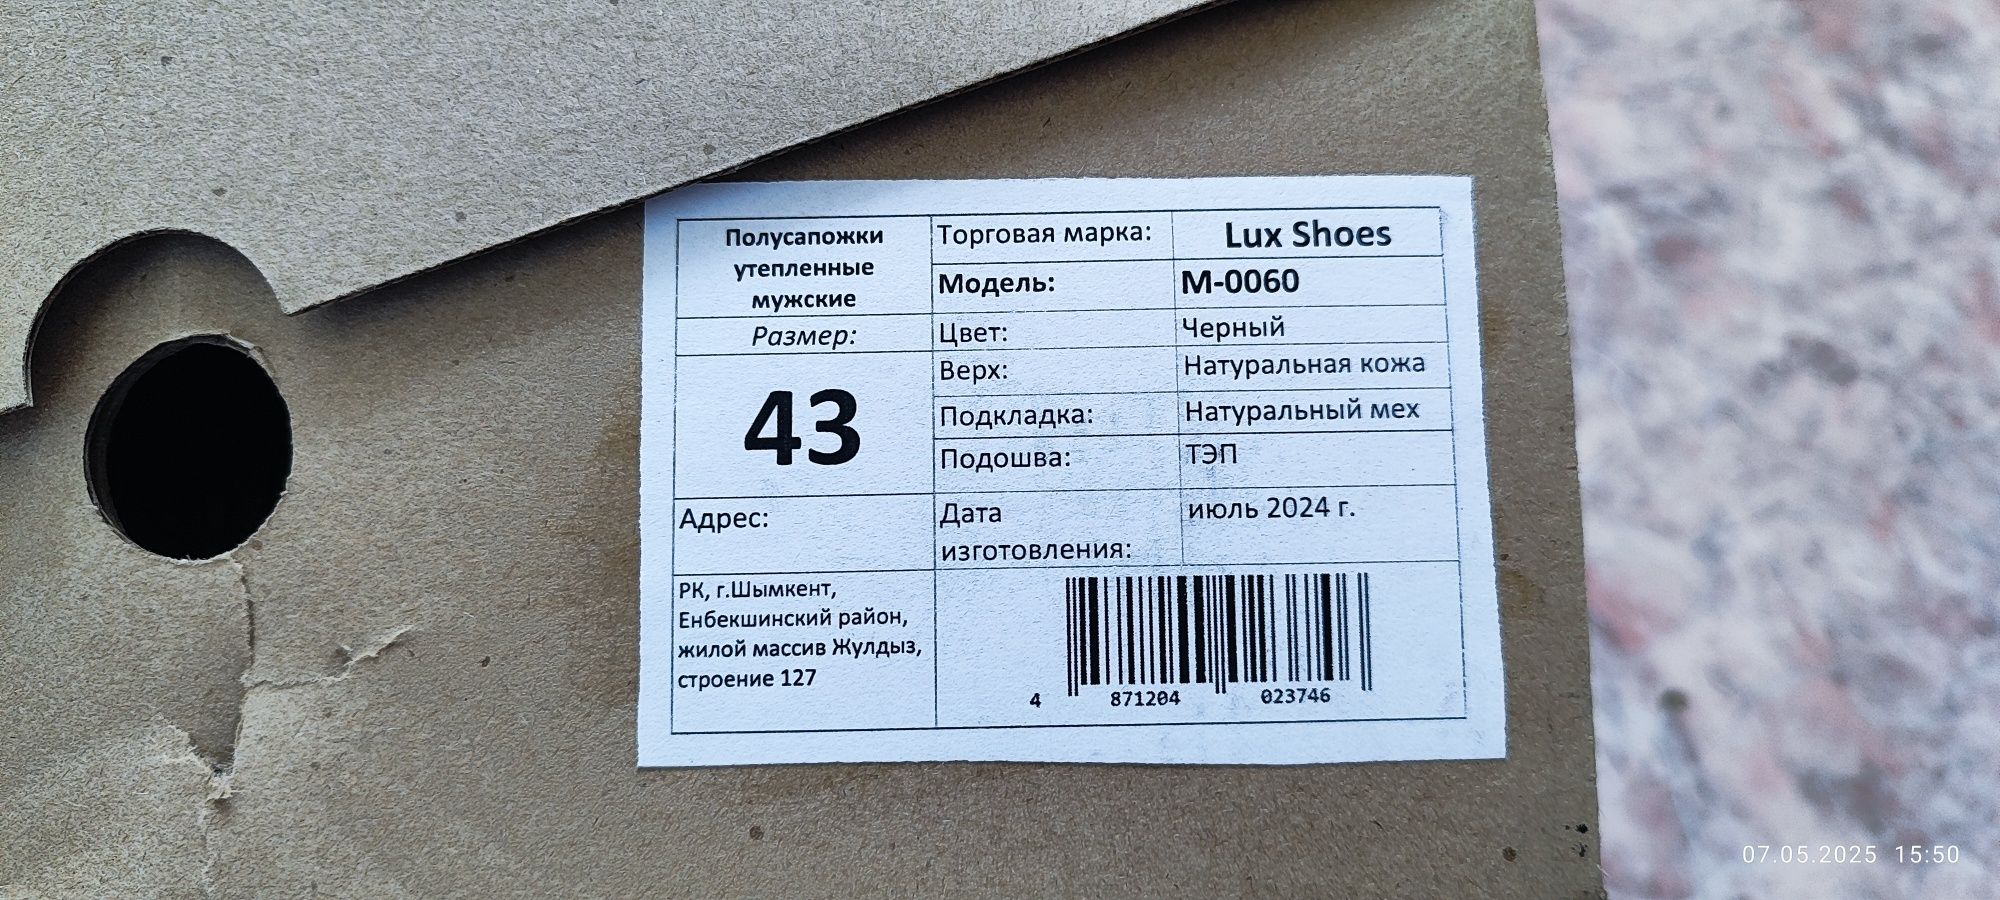 Полусапожки
утепленные
мужские
Размер:
43
Адрес:
РК, г.Шымкент,
Енбекшинский район,
жилой массив Жулдыз,
строение 127
Торговая марка: Lux Shoes
Модель: М-0060
Цвет: Черный
Верх: Натуральная кожа
Подкладка: Натуральный мех
Подошва: ТЭП
Дата июль 2024 г.
изготовления:
4 871204 023746
07.05.2025 15:50